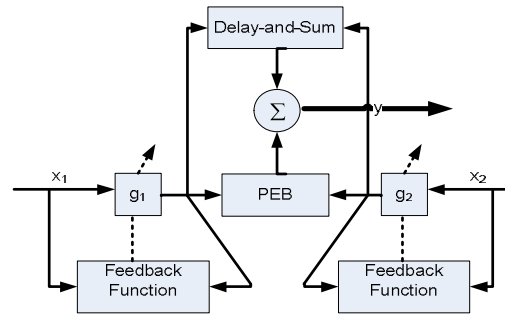 Delay-and-Sum
Σ
y
x₁
g₁
PEB
g₂
x₂
Feedback
Function
Feedback
Function